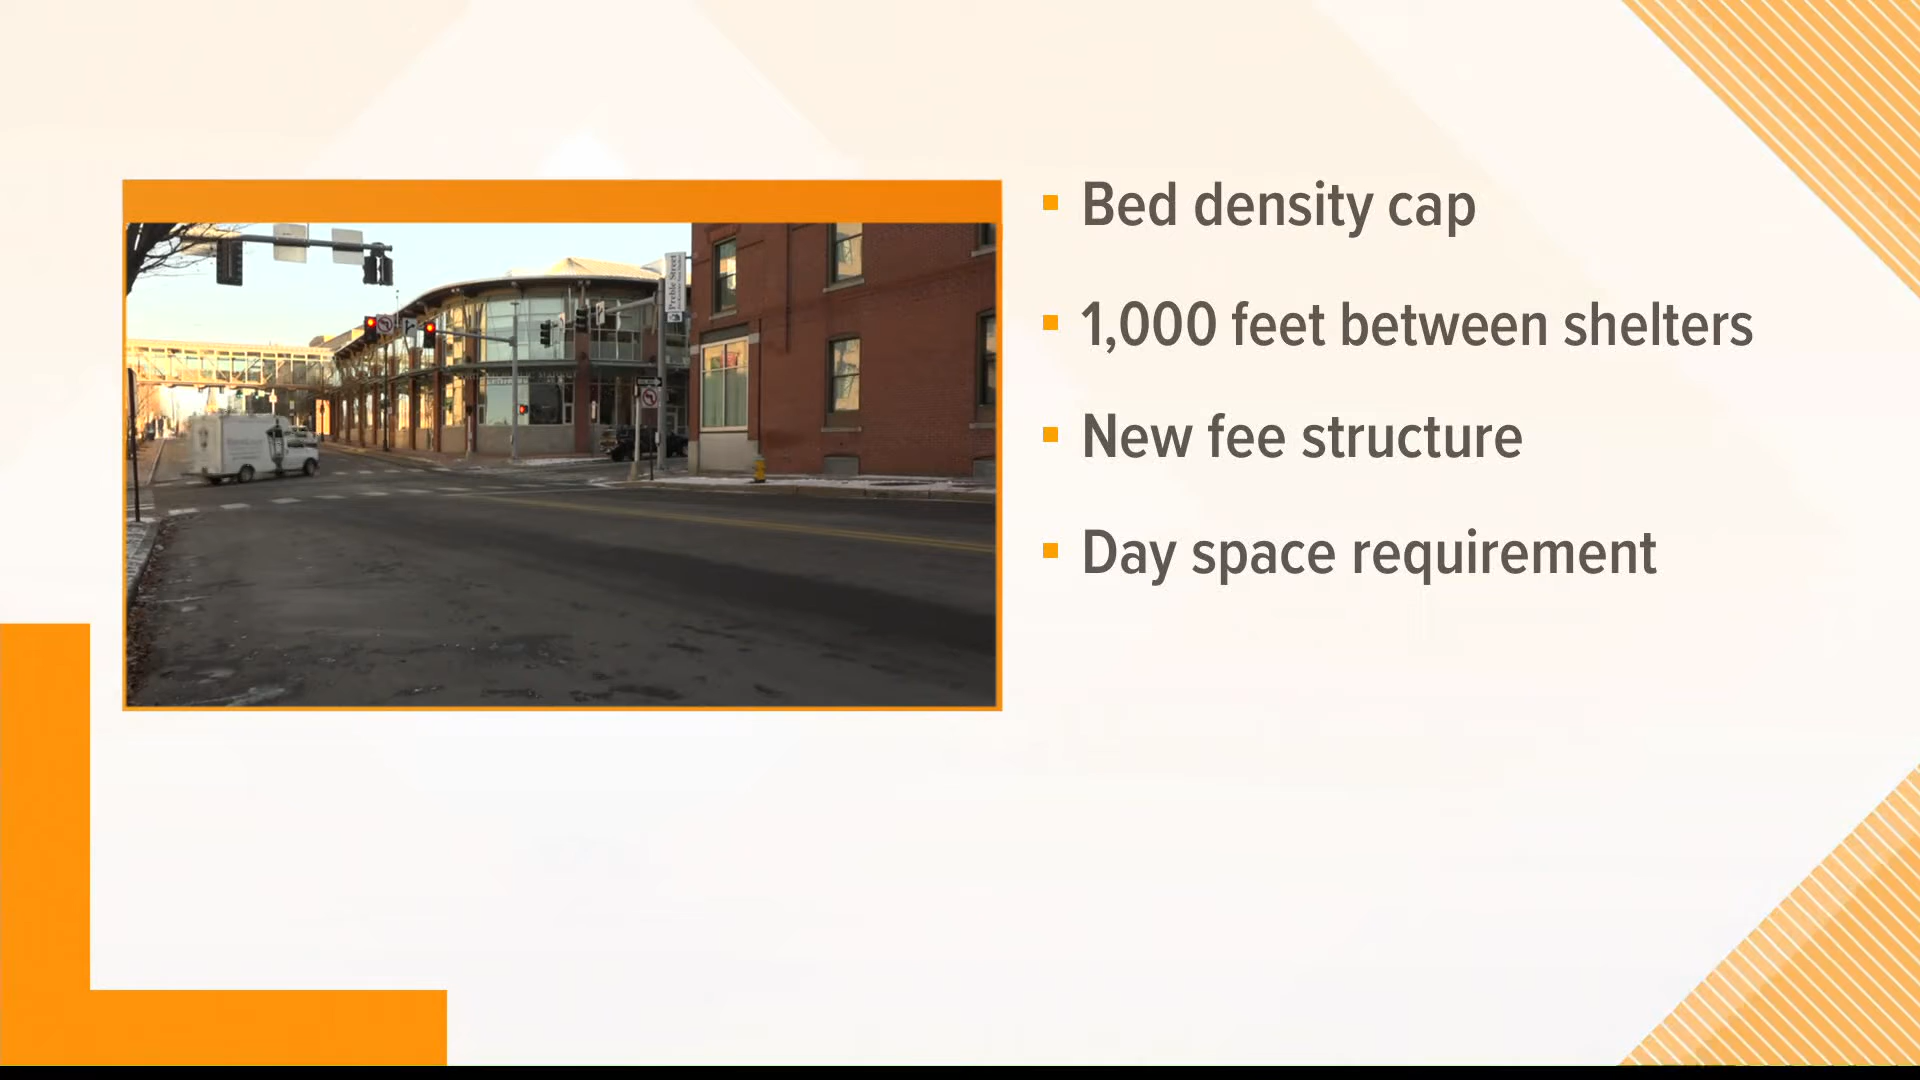 Bed density cap
1,000 feet between shelters
New fee structure
Day space requirement
Preble Street